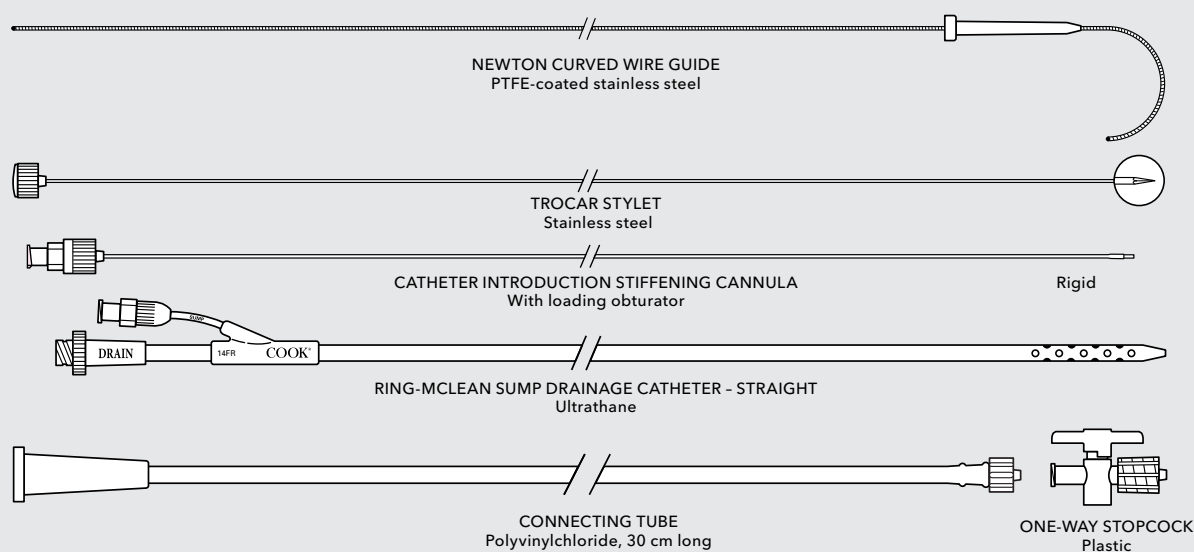 NEWTON CURVED WIRE GUIDE
PTFE-coated stainless steel
TROCAR STYLET
Stainless steel
CATHETER INTRODUCTION STIFFENING CANNULA
With loading obturator
Rigid
SUMP
DRAIN
14FR
COOK®
RING-MCLEAN SUMP DRAINAGE CATHETER – STRAIGHT
Ultrathane
CONNECTING TUBE
Polyvinylchloride, 30 cm long
ONE-WAY STOPCOCK
Plastic